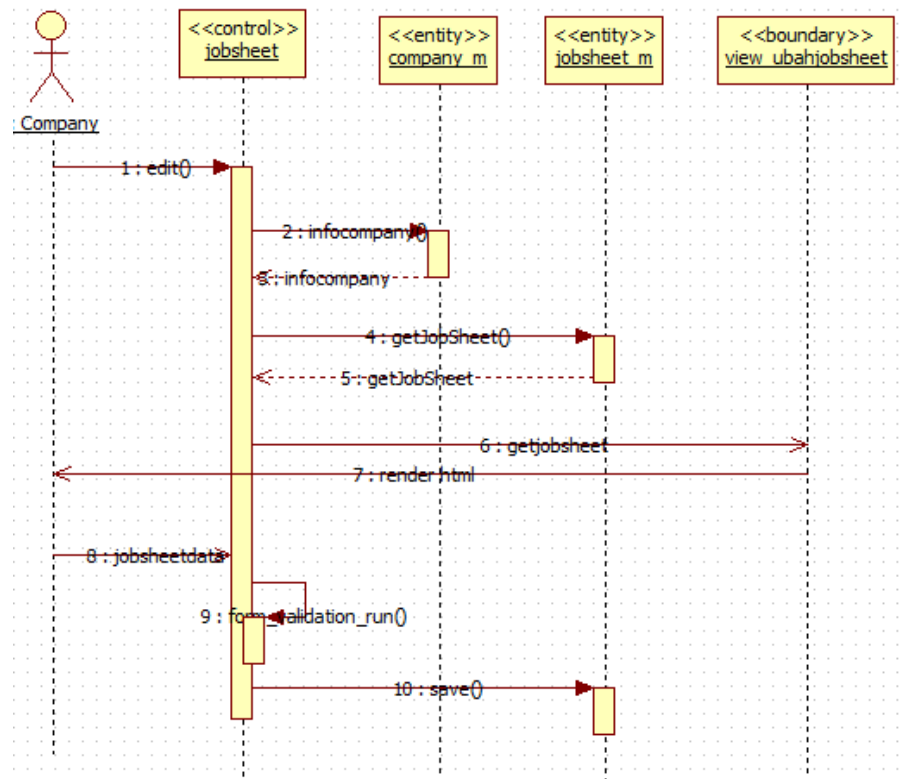 <<control>>
jobsheet
<<entity>>
company_m
<<entity>>
jobsheet_m
<<boundary>>
view_ubahjobsheet
: Company
1 : edit()
2 : infocompany()
3 : infocompany
4 : getJobSheet()
5 : getJobSheet
6 : getjobsheet
7 : render html
8 : jobsheetdata
9 : form_validation_run()
10 : save()